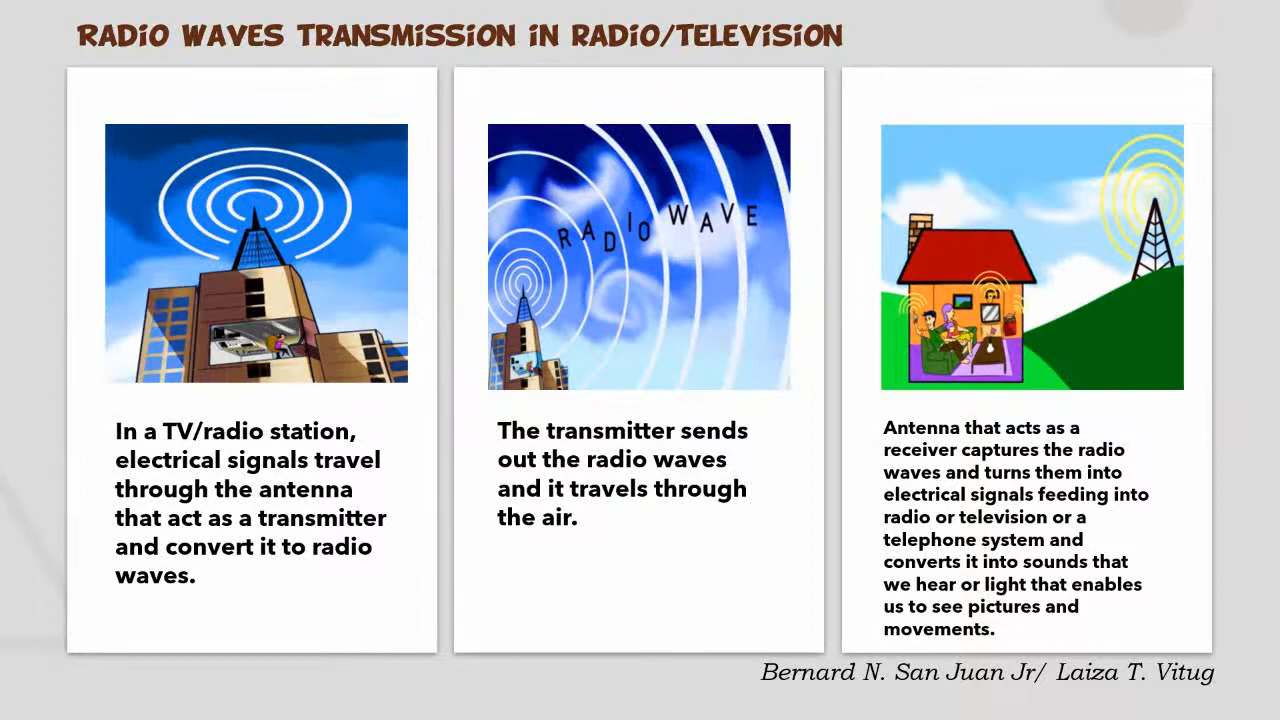 RADIO WAVES TRANSMISSION IN RADIO/TELEVISION
In a TV/radio station,
electrical signals travel
through the antenna
that act as a transmitter
and convert it to radio
waves.
RADIO WAVE
The transmitter sends
out the radio waves
and it travels through
the air.
Antenna that acts as a
receiver captures the radio
waves and turns them into
electrical signals feeding into
radio or television or a
telephone system and
converts it into sounds that
we hear or light that enables
us to see pictures and
movements.
Bernard N. San Juan Jr/ Laiza T. Vitug